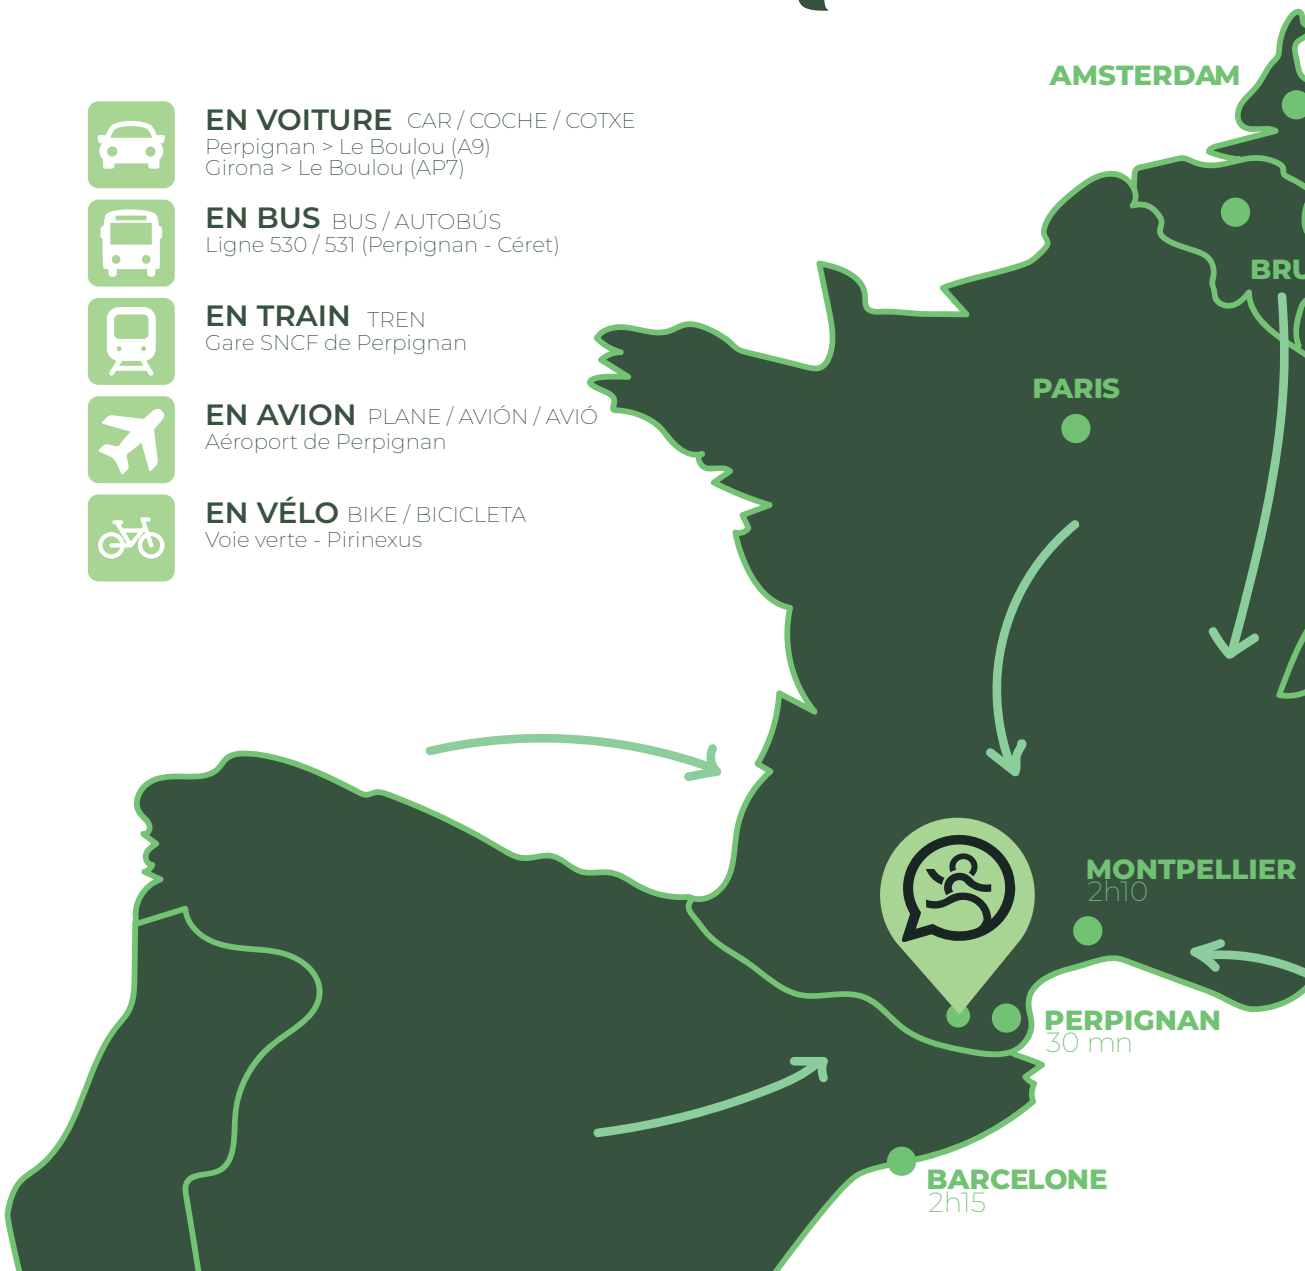 EN VOITURE CAR / COCHE / COTXE
Perpignan > Le Boulou (A9)
Girona > Le Boulou (AP7)
EN BUS BUS / AUTOBÚS
Ligne 530 / 531 (Perpignan - Céret)
EN TRAIN TREN
Gare SNCF de Perpignan
EN AVION PLANE / AVIÓN / AVIÓ
Aéroport de Perpignan
EN VÉLO BIKE / BICICLETA
Voie verte - Pirinexus
AMSTERDAM
BRU
PARIS
MONTPELLIER
2h10
PERPIGNAN
30 mn
BARCELONE
2h15